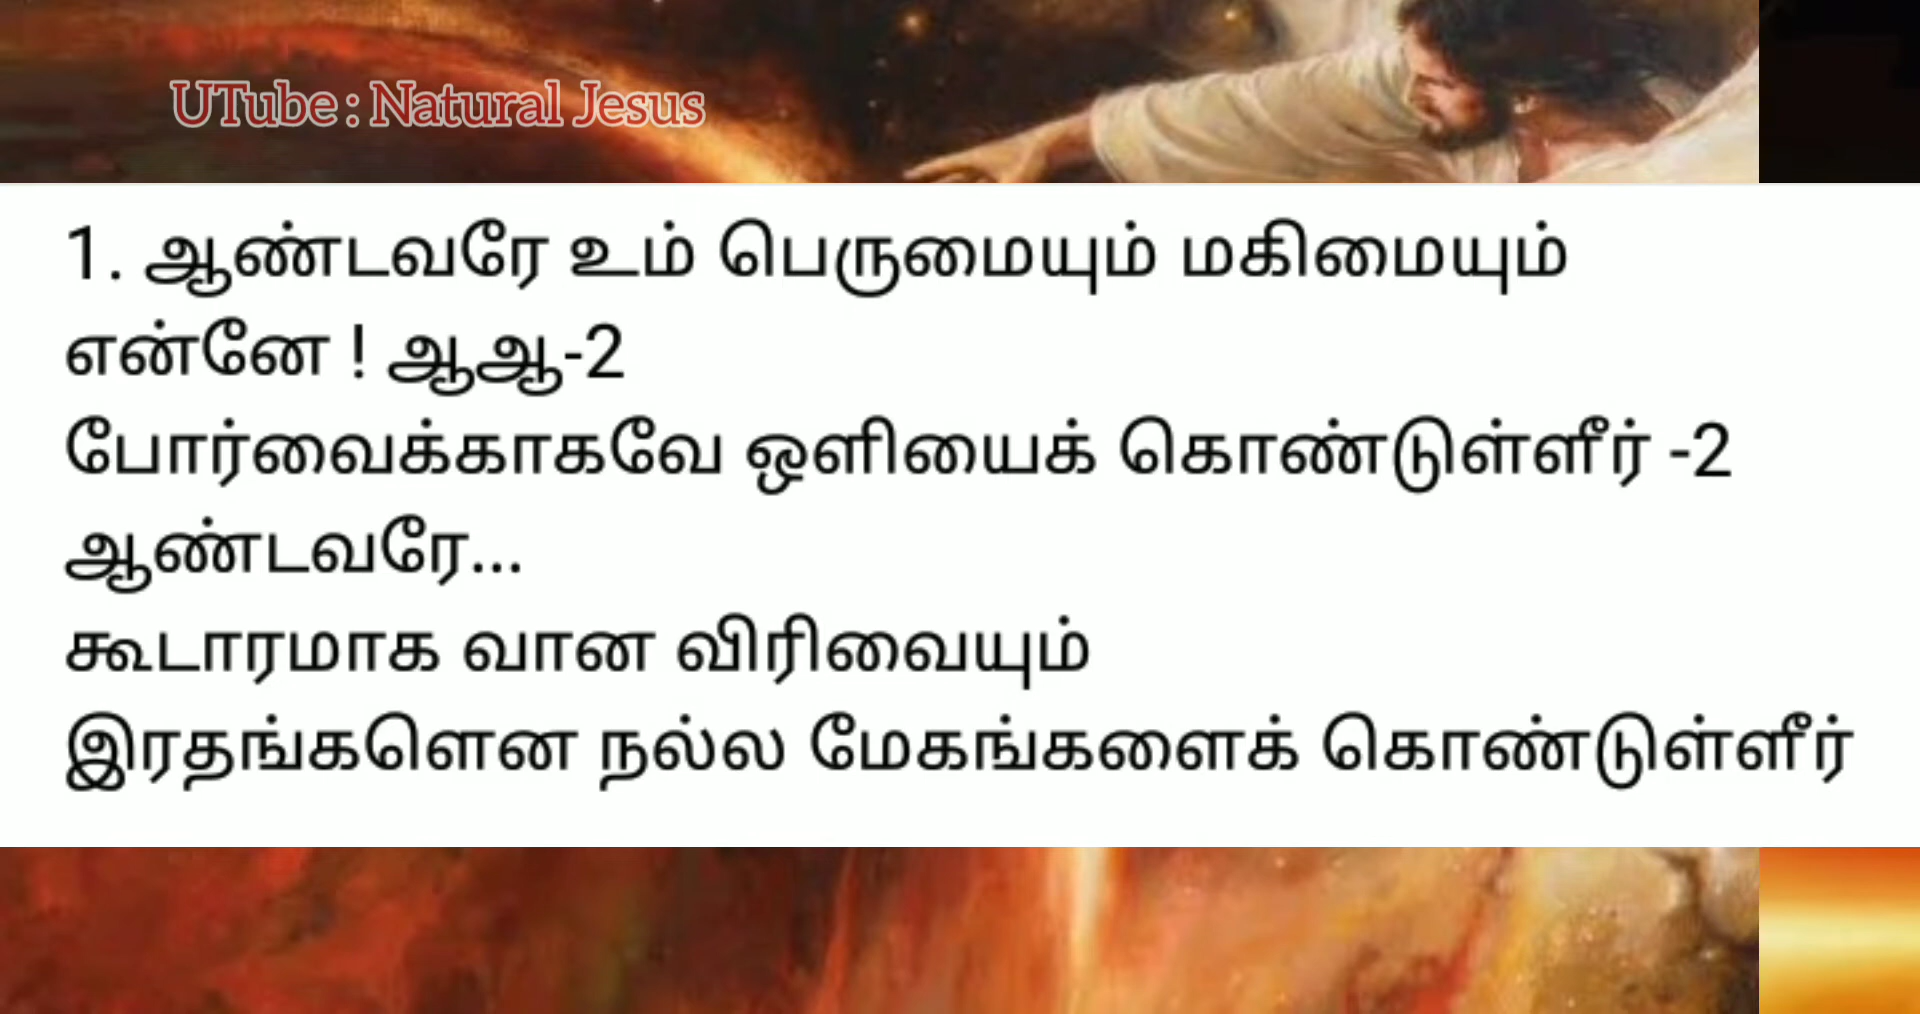 UTube : Natural Jesus
1. ஆண்டவரே உம் பெருமையும் மகிமையும்
என்னே ! ஆஆ-2
போர்வைக்காகவே ஒளியைக் கொண்டுள்ளீர் -2
ஆண்டவரே...
கூடாரமாக வான விரிவையும்
இரதங்களென நல்ல மேகங்களைக் கொண்டுள்ளீர்